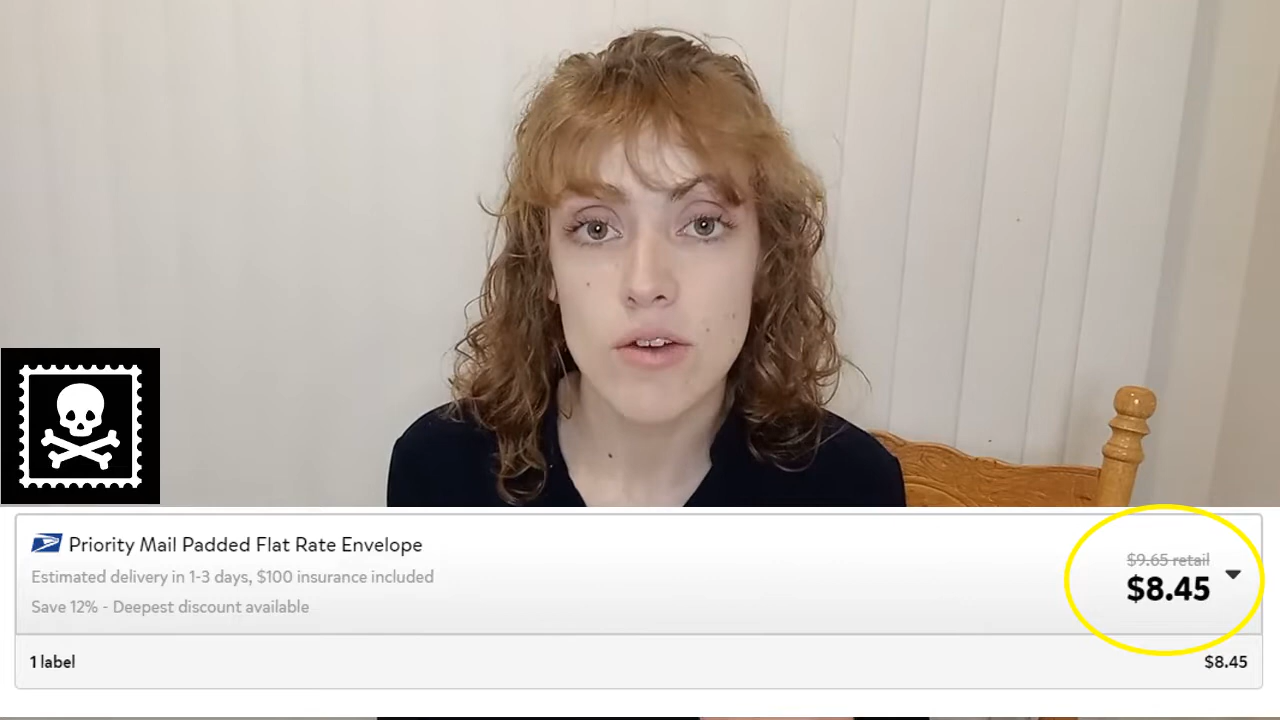 Priority Mail Padded Flat Rate Envelope
Estimated delivery in 1-3 days, $100 insurance included
Save 12% - Deepest discount available
$9.65 retail
$8.45
1 label
$8.45